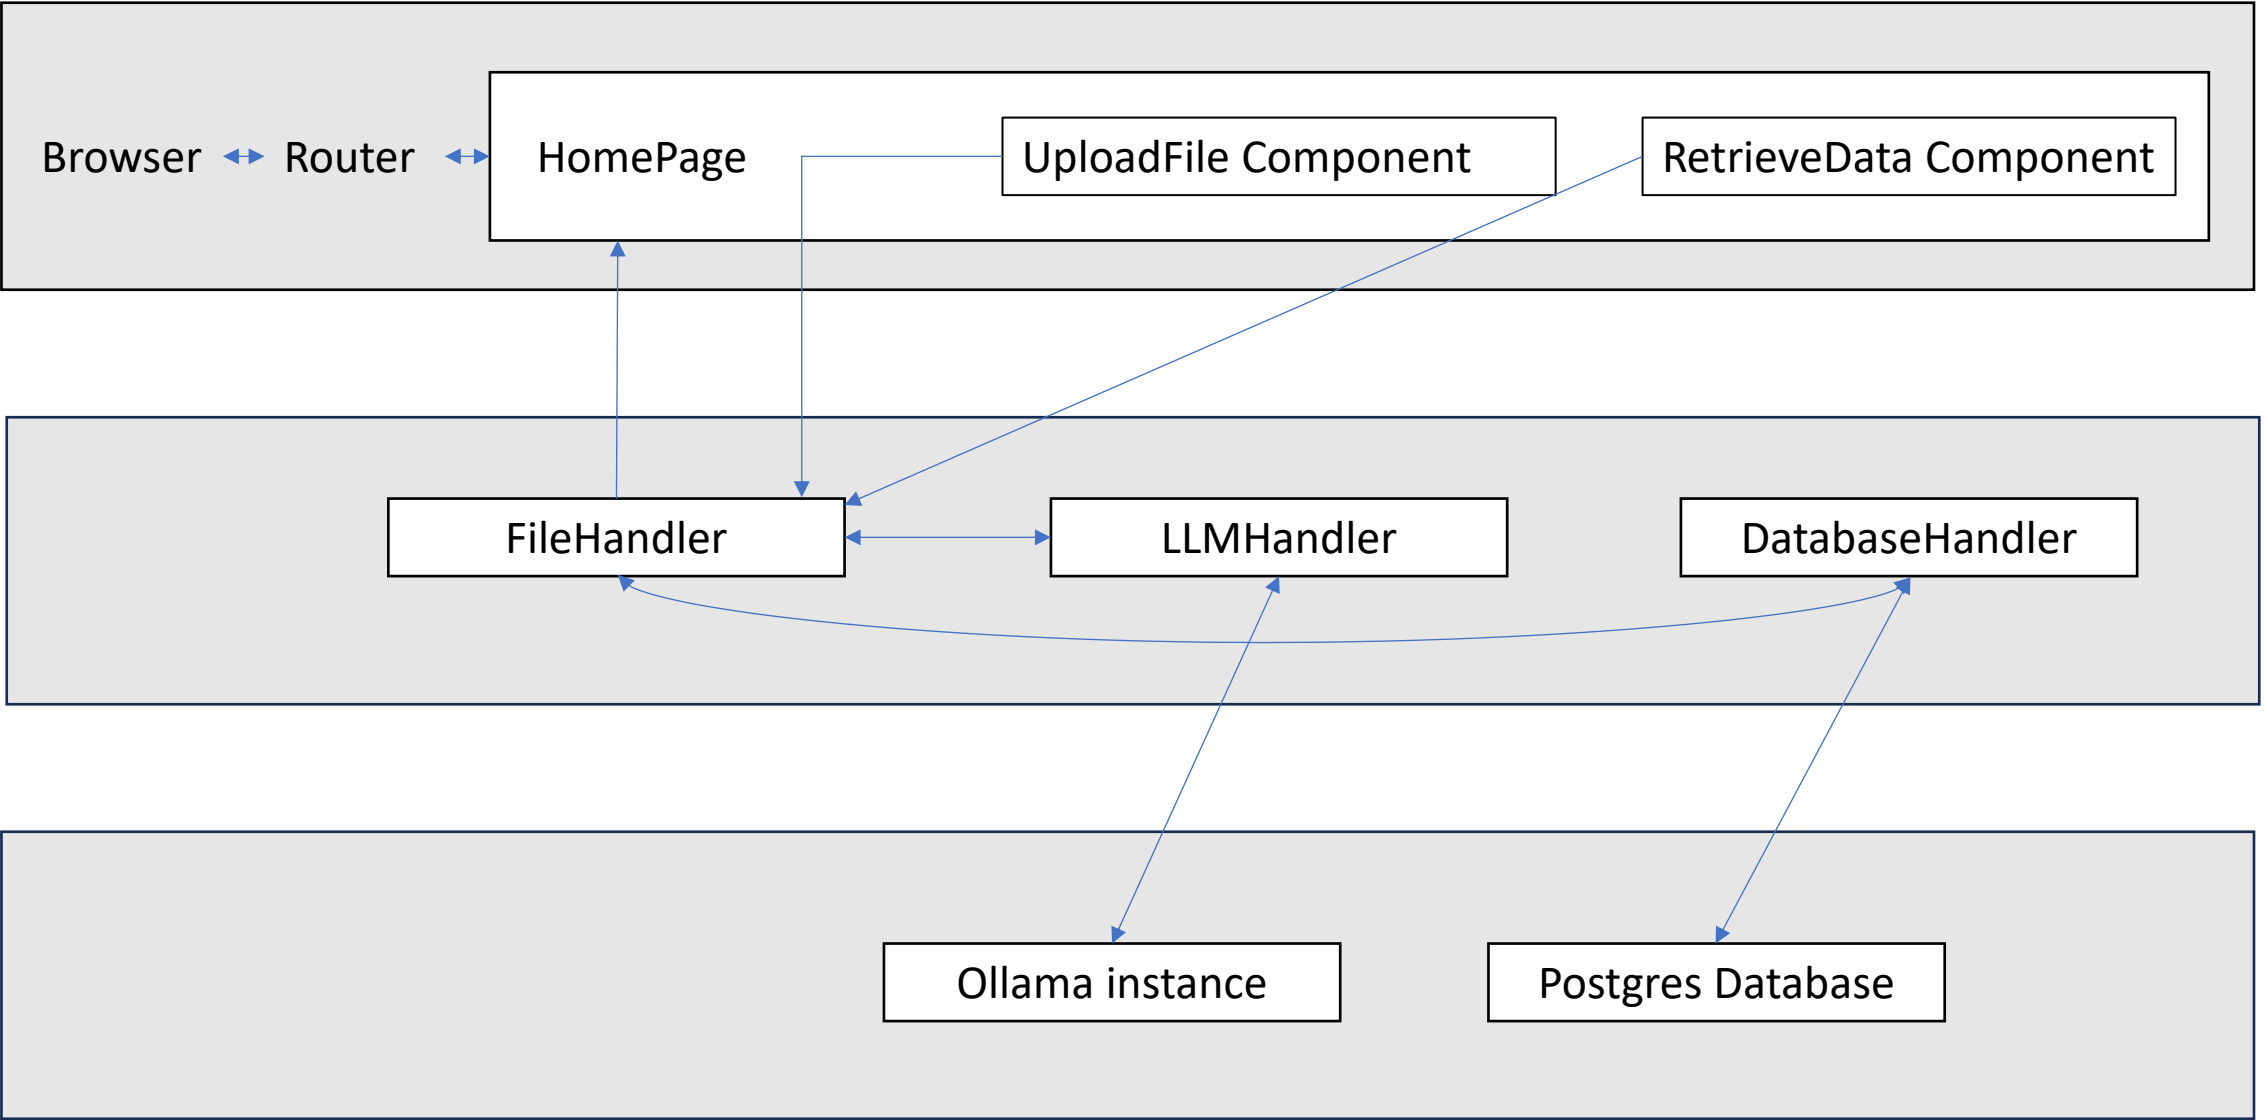 Browser
Router
HomePage
UploadFile Component
RetrieveData Component
FileHandler
LLMHandler
DatabaseHandler
Ollama instance
Postgres Database